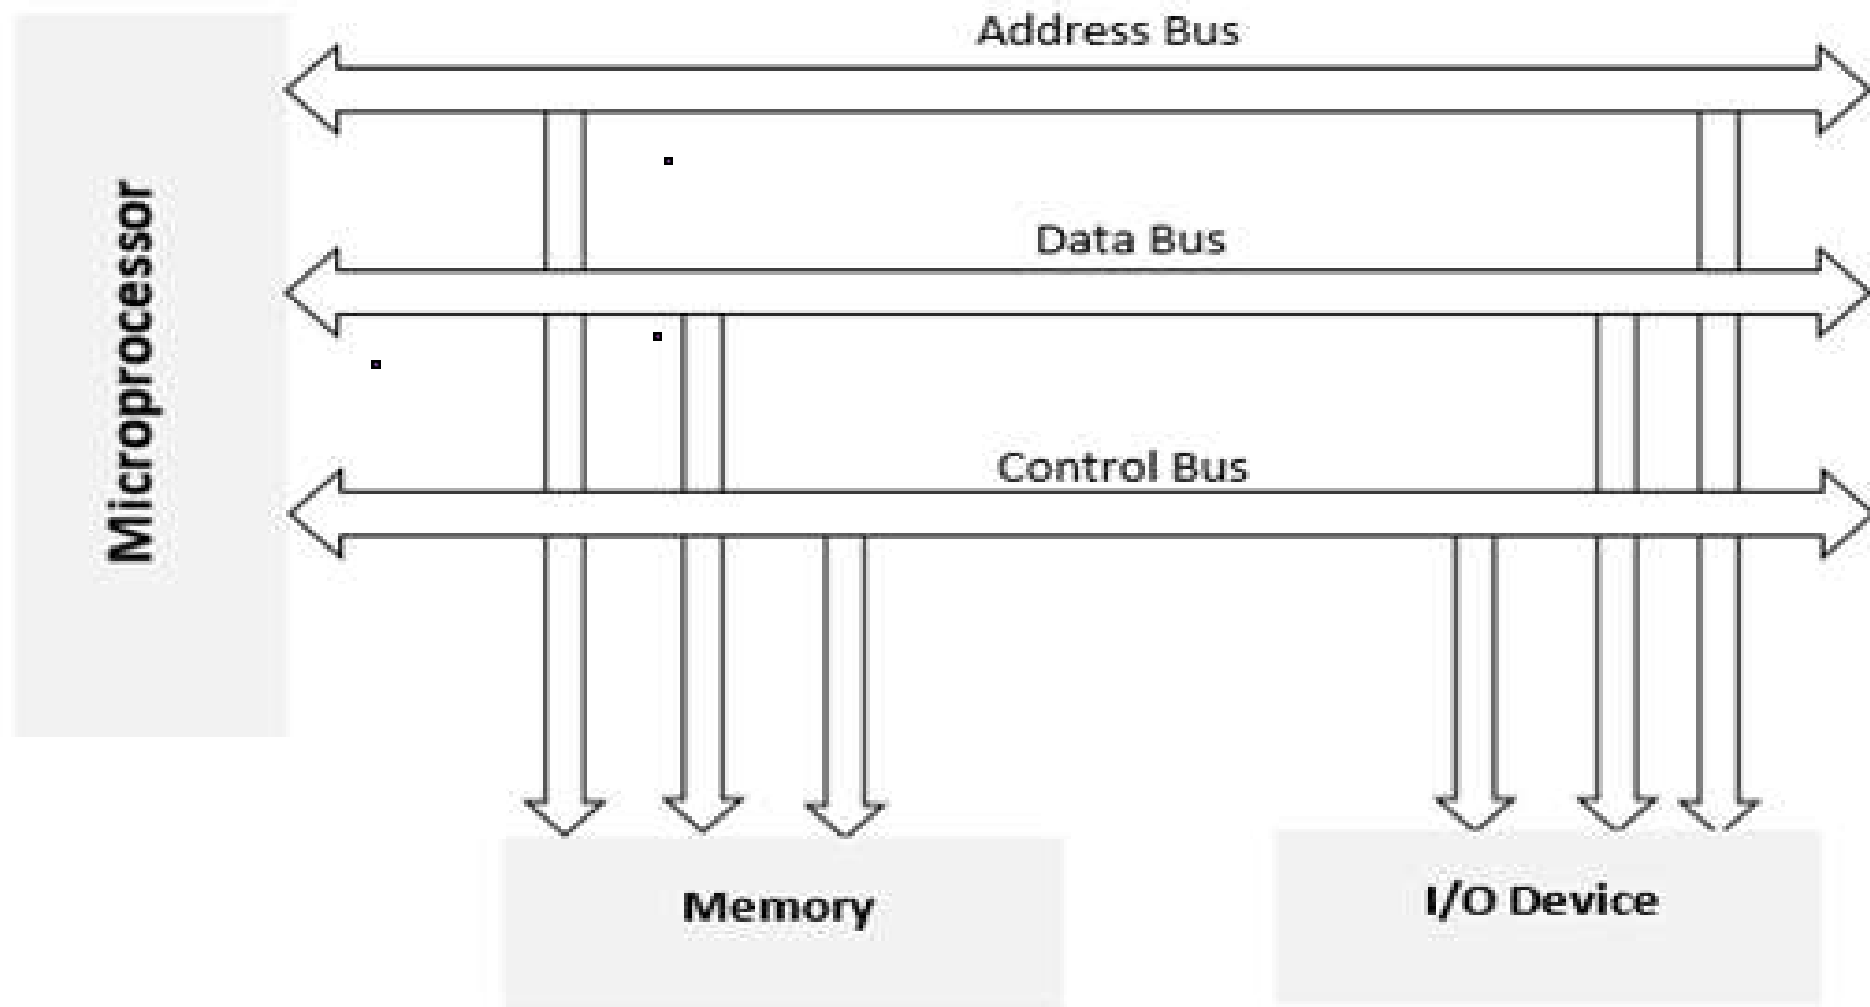 Address Bus
Data Bus
Control Bus
Microprocessor
Memory
I/O Device